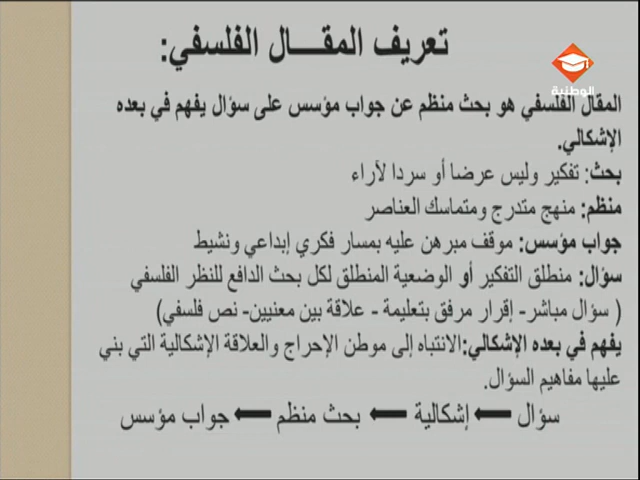 تعريف المقــــال الفلسفي:
الوطنية
المقال الفلسفي هو بحث منظم عن جواب مؤسس على سؤال يفهم في بعده
الإشكالي.
بحث: تفكير وليس عرضا أو سردا لآراء
منظم: منهج متدرج ومتماسك العناصر
جواب مؤسس: موقف مبرهن عليه بمسار فكري إبداعي ونشيط
سؤال: منطلق التفكير أو الوضعية المنطلق لكل بحث الدافع للنظر الفلسفي
( سؤال مباشر- إقرار مرفق بتعليمة - علاقة بين معنيين- نص فلسفي)
يفهم في بعده الإشكالي:الانتباه إلى موطن الإحراج والعلاقة الإشكالية التي بني
عليها مفاهيم السؤال.
سؤال ← إشكالية ← بحث منظم ← جواب مؤسس